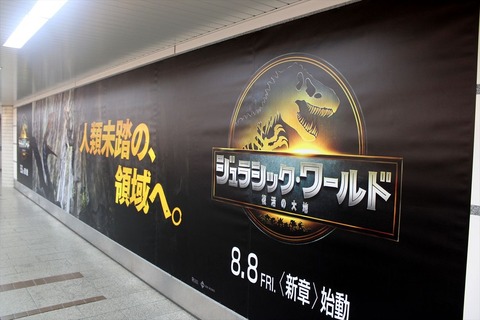 人類未踏の、
領域へ。
ジュラシック・ワールド
復活の大地
8.8 FRI.〈新章〉始動